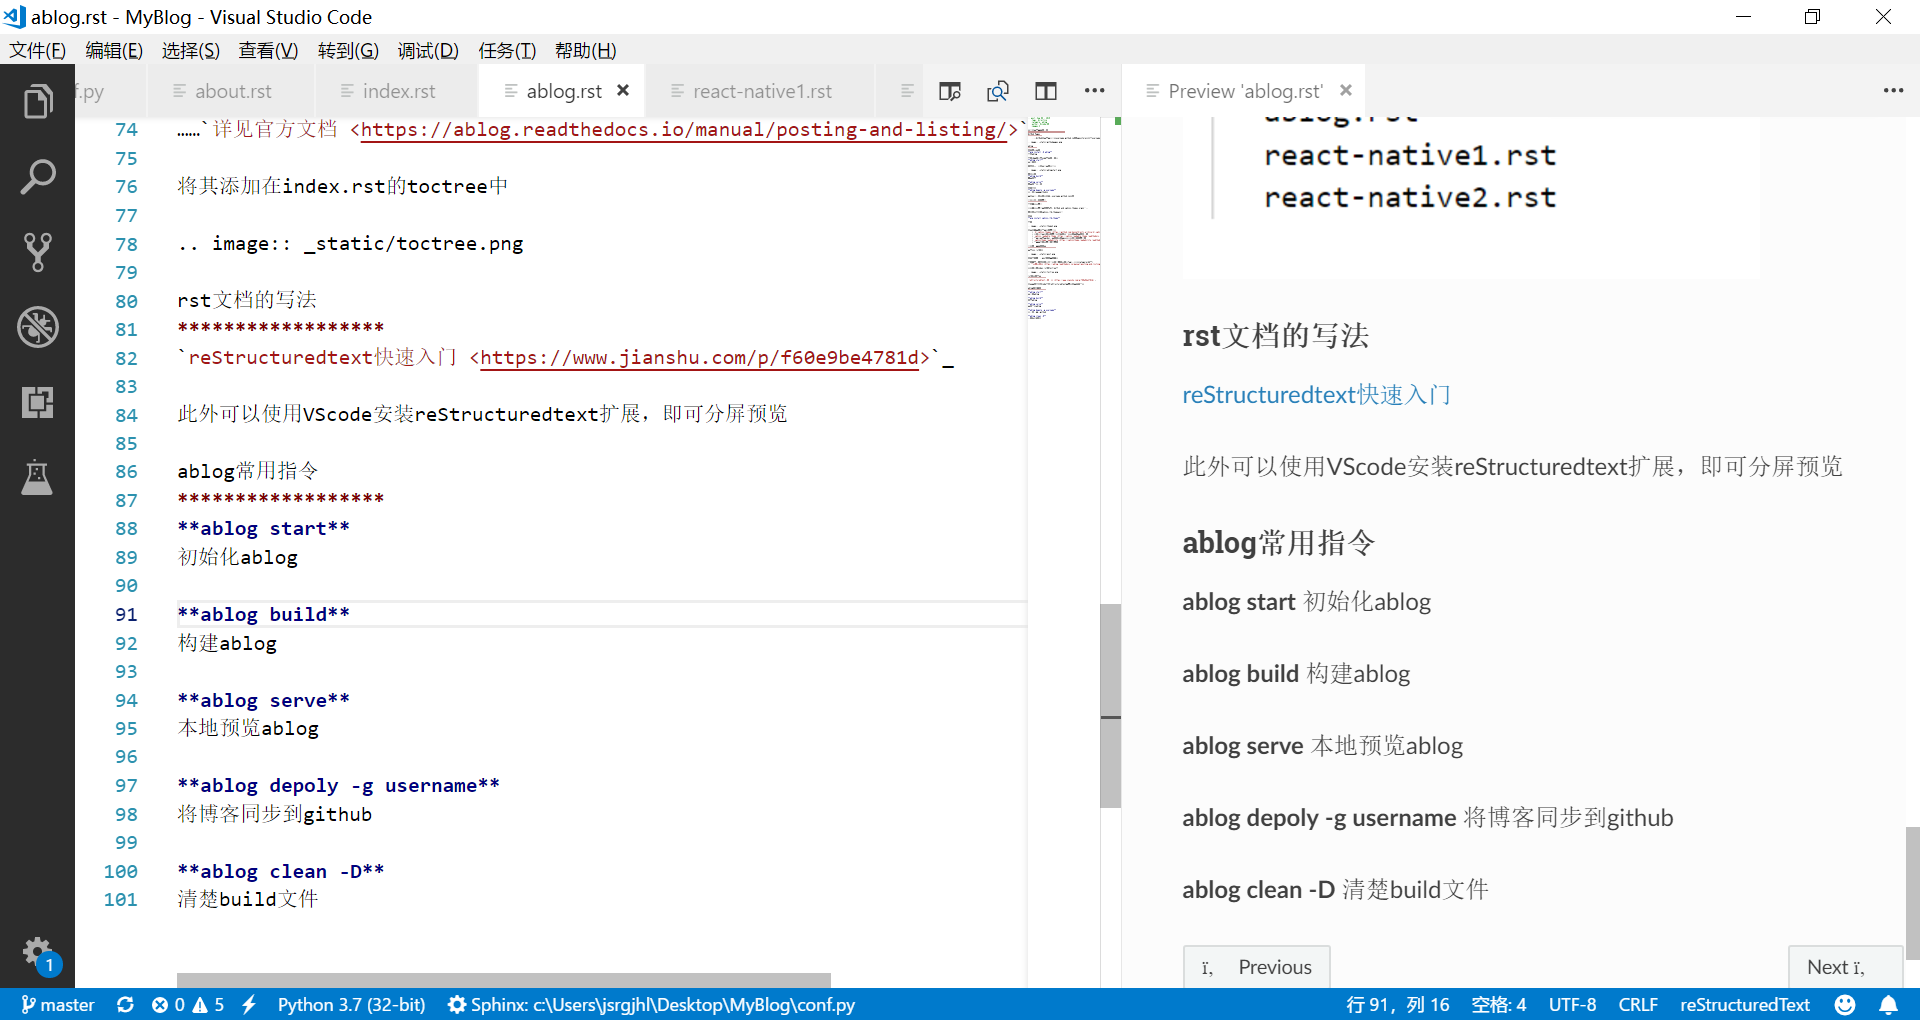 ablog.rst - MyBlog - Visual Studio Code
文件(F) 编辑(E) 选择(S) 查看(V) 转到(G) 调试(D) 任务(T) 帮助(H)
f.py about.rst index.rst ablog.rst react-native1.rst
Preview 'ablog.rst'
74 ……`详见官方文档 <https://ablog.readthedocs.io/manual/posting-and-listing/>`
75
76 将其添加在index.rst的toctree中
77
78 .. image:: _static/toctree.png
79
80 rst文档的写法
81 ******************
82 `reStructuredtext快速入门 <https://www.jianshu.com/p/f60e9be4781d>`_
83
84 此外可以使用VScode安装reStructuredtext扩展，即可分屏预览
85
86 ablog常用指令
87 ******************
88 **ablog start**
89 初始化ablog
90
91 **ablog build**
92 构建ablog
93
94 **ablog serve**
95 本地预览ablog
96
97 **ablog depoly -g username**
98 将博客同步到github
99
100 **ablog clean -D**
101 清楚build文件
ablog.rst
react-native1.rst
react-native2.rst
rst文档的写法
reStructuredtext快速入门
此外可以使用VScode安装reStructuredtext扩展，即可分屏预览
ablog常用指令
ablog start 初始化ablog
ablog build 构建ablog
ablog serve 本地预览ablog
ablog depoly -g username 将博客同步到github
ablog clean -D 清楚build文件
ï, Previous
Next ï,
1
master 0 5 Python 3.7 (32-bit) Sphinx: c:\Users\jsrgjhl\Desktop\MyBlog\conf.py 行 91，列 16 空格: 4 UTF-8 CRLF reStructuredText